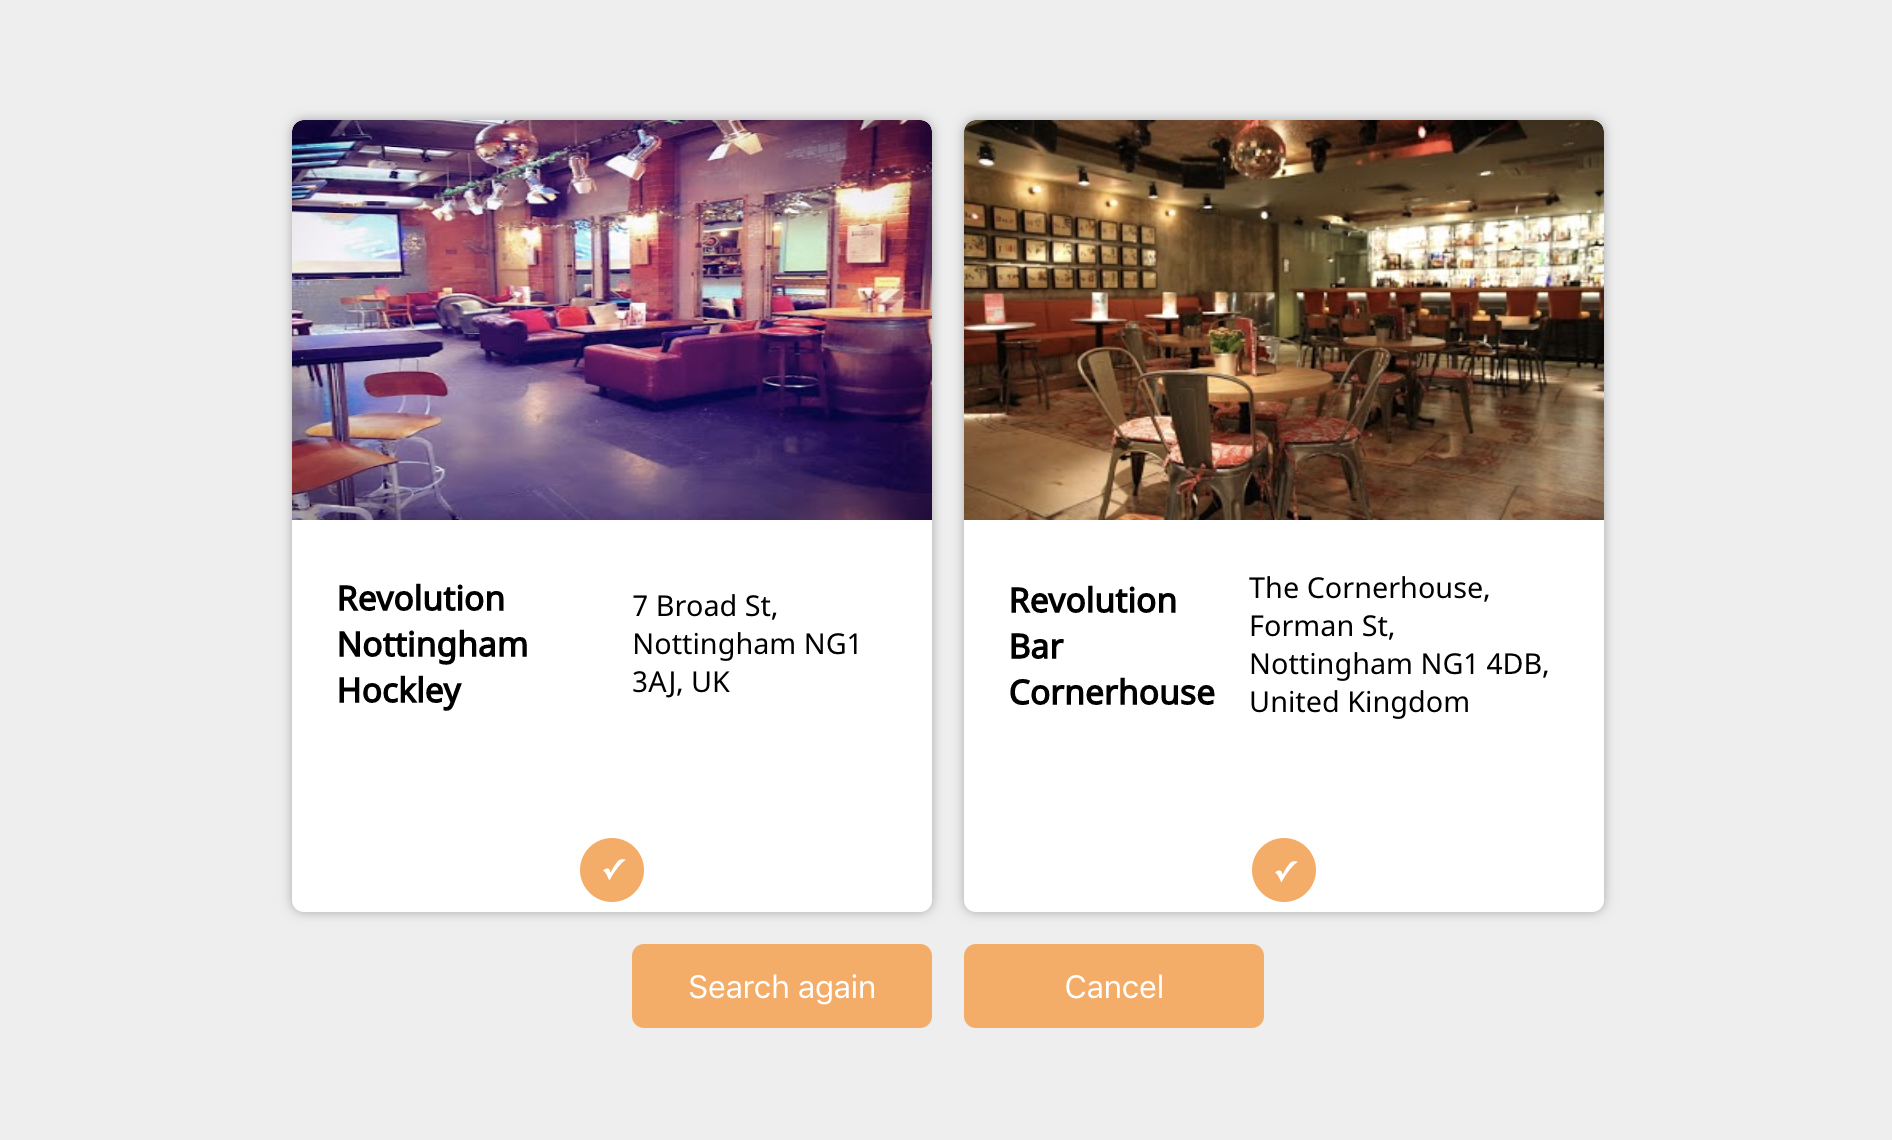 Revolution
Nottingham
Hockley
7 Broad St,
Nottingham NG1
3AJ, UK
Revolution
Bar
Cornerhouse
The Cornerhouse,
Forman St,
Nottingham NG1 4DB,
United Kingdom
Search again
Cancel